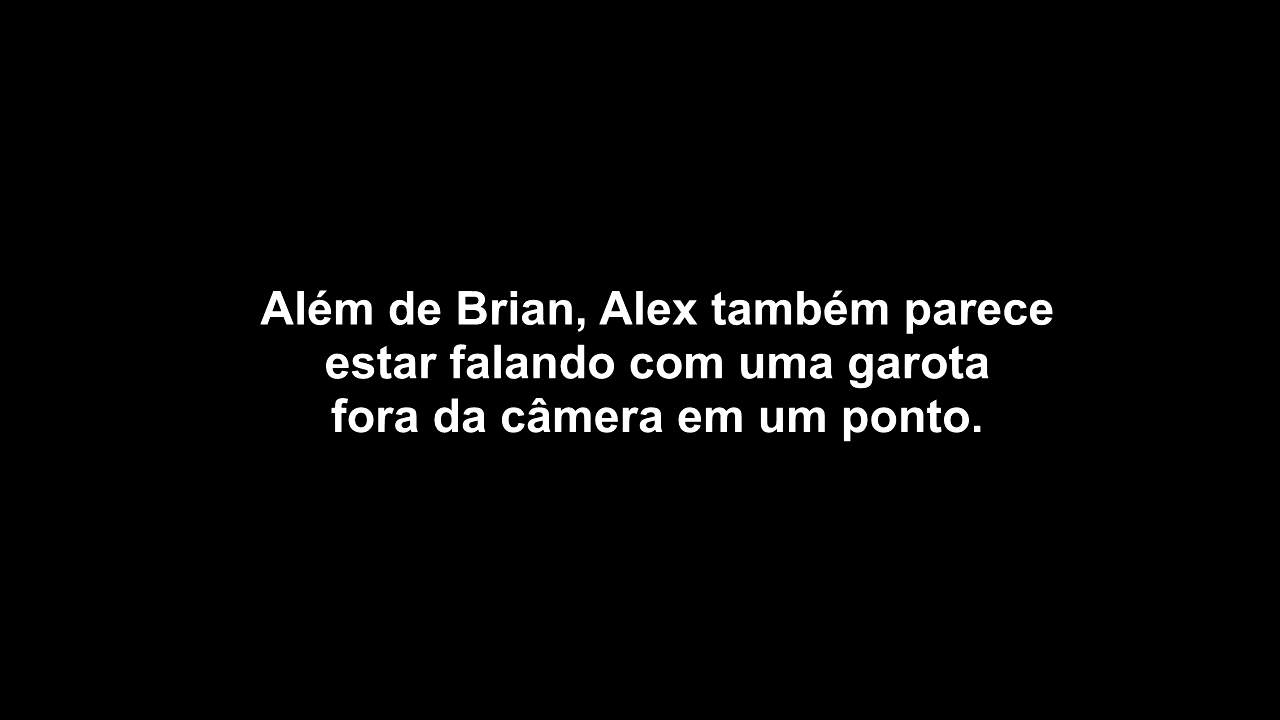 Além de Brian, Alex também parece
estar falando com uma garota
fora da câmera em um ponto.